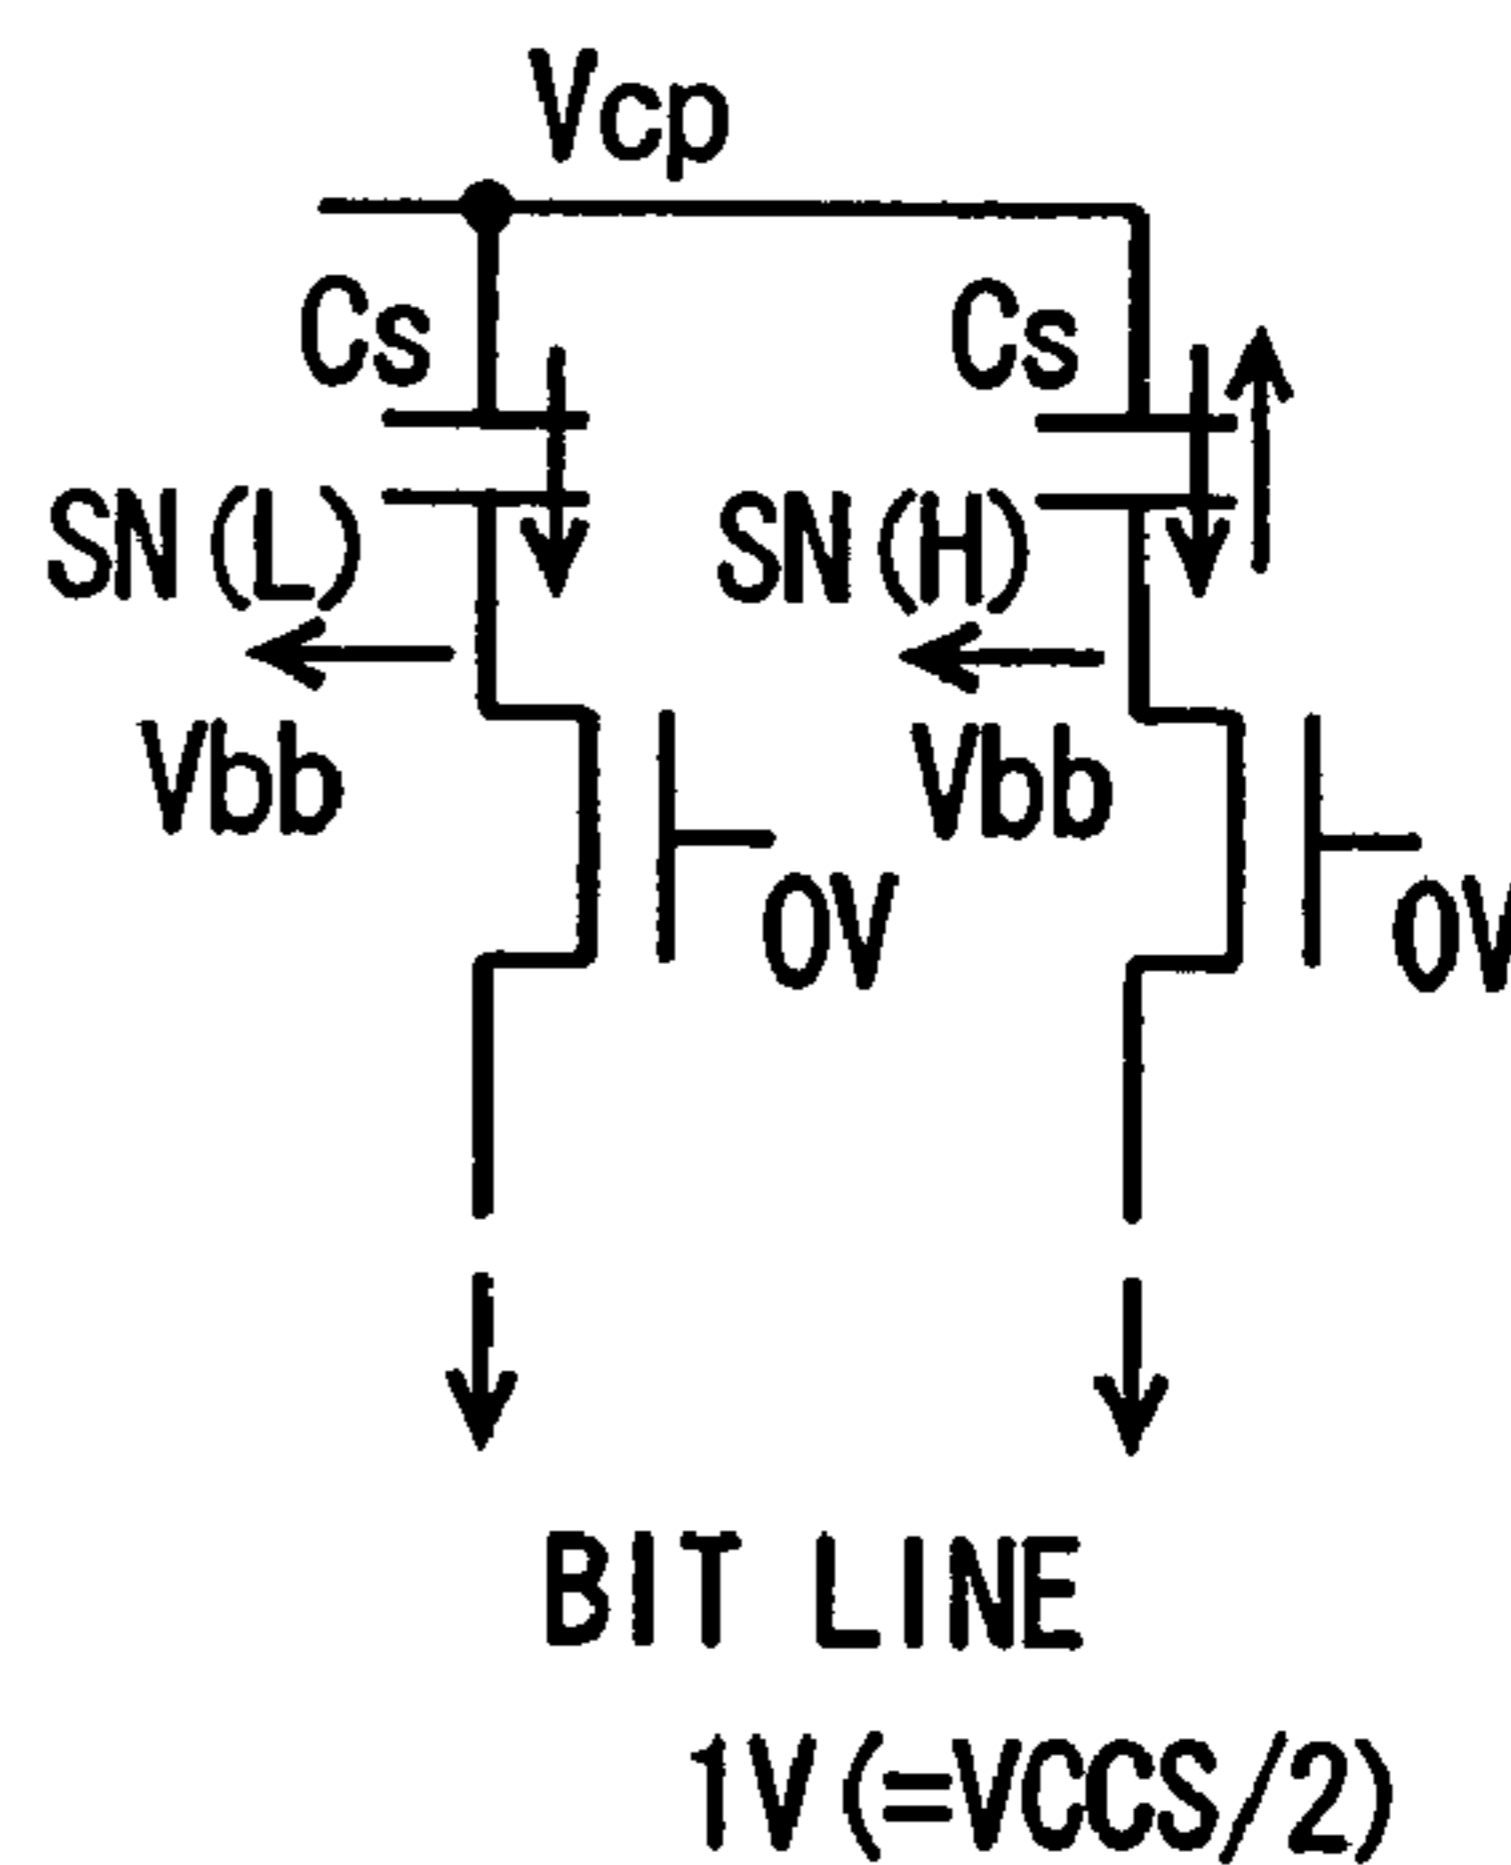 Vcp
Cs Cs
SN(L) SN(H)
Vbb Vbb
0V 0V
BIT LINE
1V(=VCCS/2)